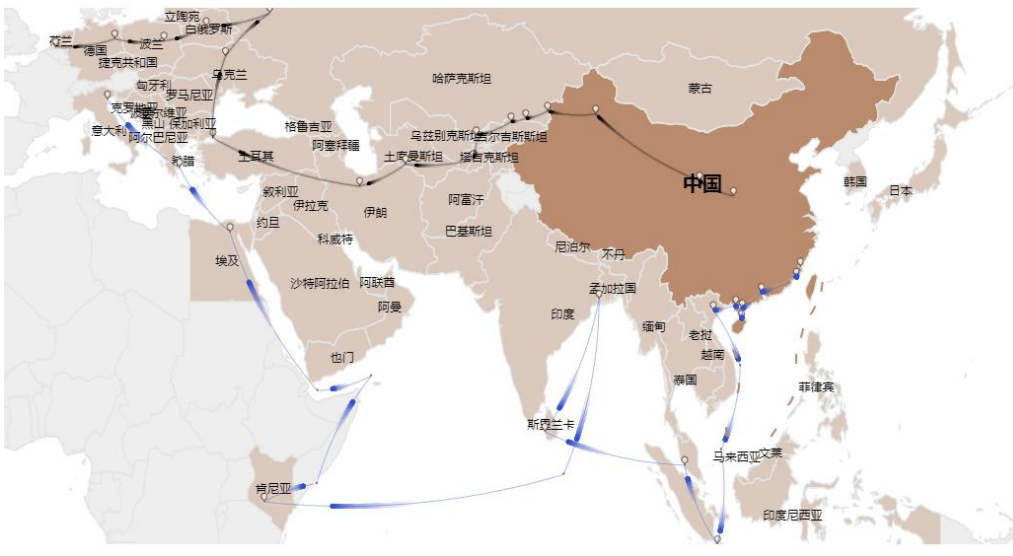 立陶宛
白俄罗斯
荷兰
德国
波兰
捷克共和国
乌克兰
哈萨克斯坦
蒙古
匈牙利
罗马尼亚
克罗地亚
黑山
保加利亚
意大利
阿尔巴尼亚
格鲁吉亚
阿塞拜疆
乌兹别克斯坦
吉尔吉斯斯坦
土耳其
土库曼斯坦
塔吉克斯坦
希腊
中国
韩国
日本
叙利亚
伊拉克
伊朗
阿富汗
约旦
科威特
巴基斯坦
尼泊尔
不丹
埃及
沙特阿拉伯
阿联酋
孟加拉国
阿曼
印度
缅甸
老挝
越南
也门
泰国
菲律宾
斯里兰卡
马来西亚
文莱
肯尼亚
印度尼西亚